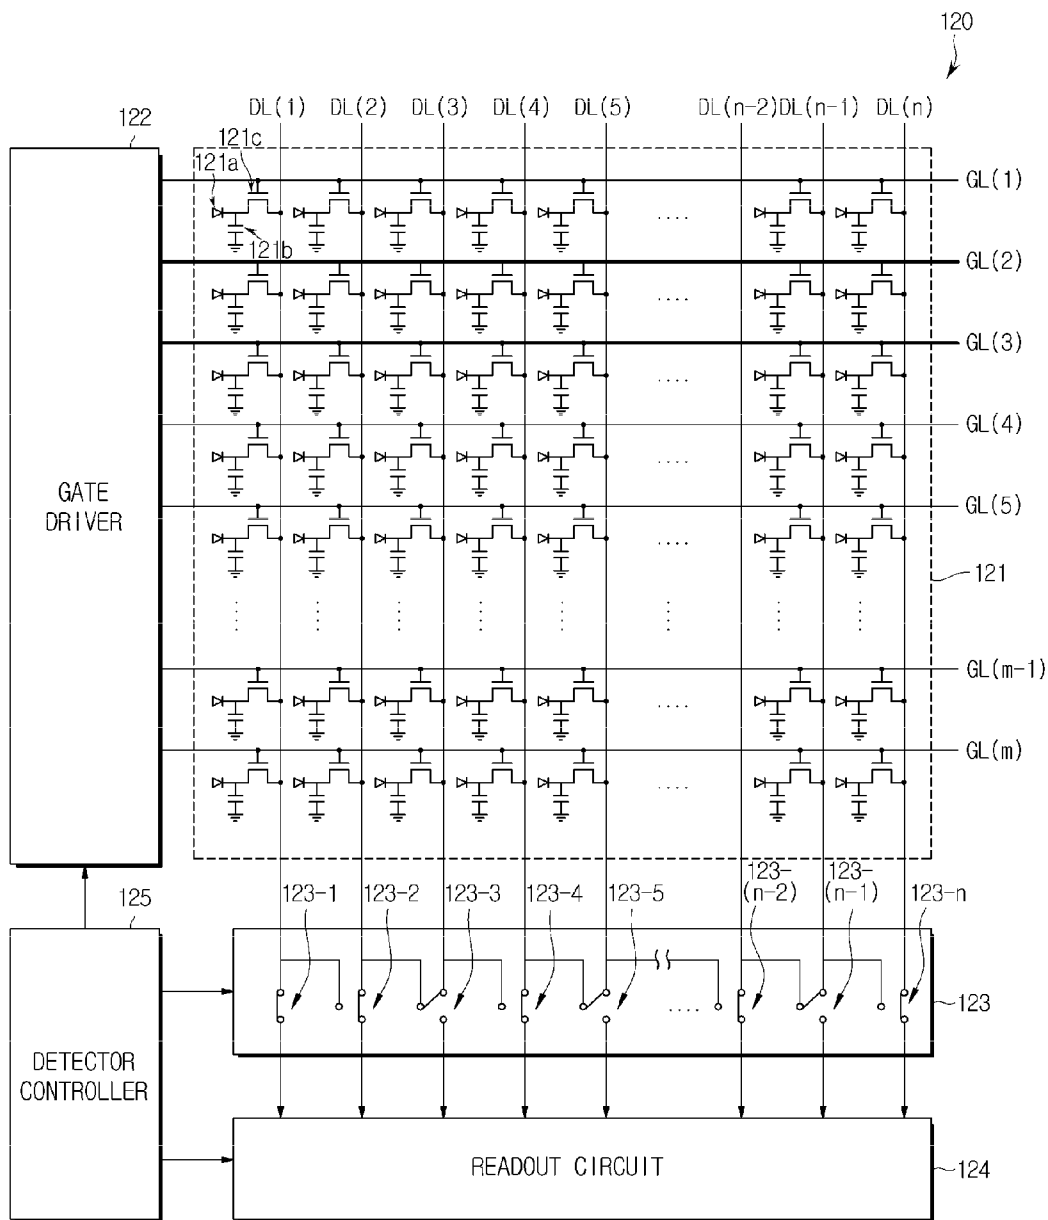 120
DL(1) DL(2) DL(3) DL(4) DL(5) DL(n-2) DL(n-1) DL(n)
122
121c
121a
GL(1)
121b
GL(2)
GL(3)
GL(4)
GATE
DRIVER
GL(5)
121
....
GL(m-1)
GL(m)
125
123-1 123-2 123-3 123-4 123-5 123-(n-2) 123-(n-1) 123-n
123
DETECTOR
CONTROLLER
READOUT CIRCUIT
124